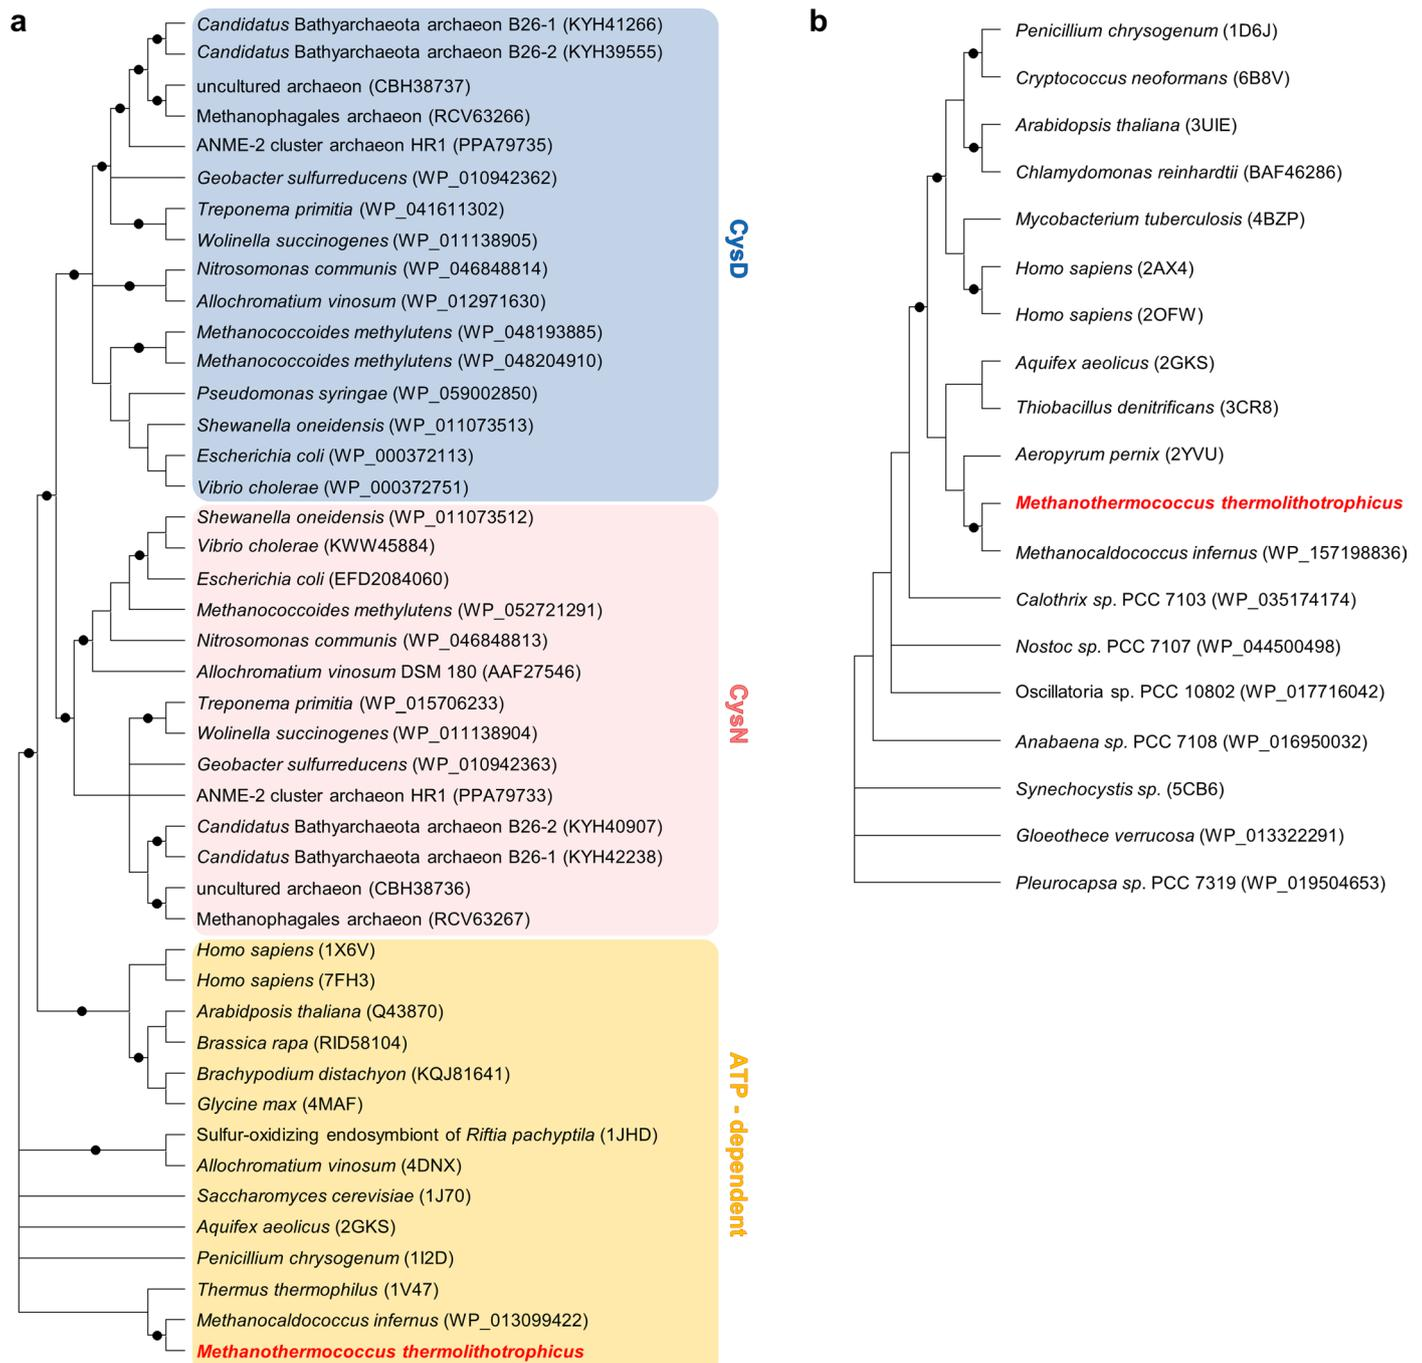 a
Candidatus Bathyarchaeota archaeon B26-1 (KYH41266)
Candidatus Bathyarchaeota archaeon B26-2 (KYH39555)
uncultured archaeon (CBH38737)
Methanophagales archaeon (RCV63266)
ANME-2 cluster archaeon HR1 (PPA79735)
Geobacter sulfurreducens (WP_010942362)
Treponema primitia (WP_041611302)
Wolinella succinogenes (WP_011138905)
Nitrosomonas communis (WP_046848814)
Allochromatium vinosum (WP_012971630)
Methanococcoides methylutens (WP_048193885)
Methanococcoides methylutens (WP_048204910)
Pseudomonas syringae (WP_059002850)
Shewanella oneidensis (WP_011073513)
Escherichia coli (WP_000372113)
Vibrio cholerae (WP_000372751)
CysD
Shewanella oneidensis (WP_011073512)
Vibrio cholerae (KWW45884)
Escherichia coli (EFD2084060)
Methanococcoides methylutens (WP_052721291)
Nitrosomonas communis (WP_046848813)
Allochromatium vinosum DSM 180 (AAF27546)
Treponema primitia (WP_015706233)
Wolinella succinogenes (WP_011138904)
Geobacter sulfurreducens (WP_010942363)
ANME-2 cluster archaeon HR1 (PPA79733)
Candidatus Bathyarchaeota archaeon B26-2 (KYH40907)
Candidatus Bathyarchaeota archaeon B26-1 (KYH42238)
uncultured archaeon (CBH38736)
Methanophagales archaeon (RCV63267)
CysN
Homo sapiens (1X6V)
Homo sapiens (7FH3)
Arabidposis thaliana (Q43870)
Brassica rapa (RID58104)
Brachypodium distachyon (KQJ81641)
Glycine max (4MAF)
Sulfur-oxidizing endosymbiont of Riftia pachyptila (1JHD)
Allochromatium vinosum (4DNX)
Saccharomyces cerevisiae (1J70)
Aquifex aeolicus (2GKS)
Penicillium chrysogenum (1I2D)
Thermus thermophilus (1V47)
Methanocaldococcus infernus (WP_013099422)
Methanothermococcus thermolithotrophicus
ATP - dependent
b
Penicillium chrysogenum (1D6J)
Cryptococcus neoformans (6B8V)
Arabidopsis thaliana (3UIE)
Chlamydomonas reinhardtii (BAF46286)
Mycobacterium tuberculosis (4BZP)
Homo sapiens (2AX4)
Homo sapiens (2OFW)
Aquifex aeolicus (2GKS)
Thiobacillus denitrificans (3CR8)
Aeropyrum pernix (2YVU)
Methanothermococcus thermolithotrophicus
Methanocaldococcus infernus (WP_157198836)
Calothrix sp. PCC 7103 (WP_035174174)
Nostoc sp. PCC 7107 (WP_044500498)
Oscillatoria sp. PCC 10802 (WP_017716042)
Anabaena sp. PCC 7108 (WP_016950032)
Synechocystis sp. (5CB6)
Gloeothece verrucosa (WP_013322291)
Pleurocapsa sp. PCC 7319 (WP_019504653)